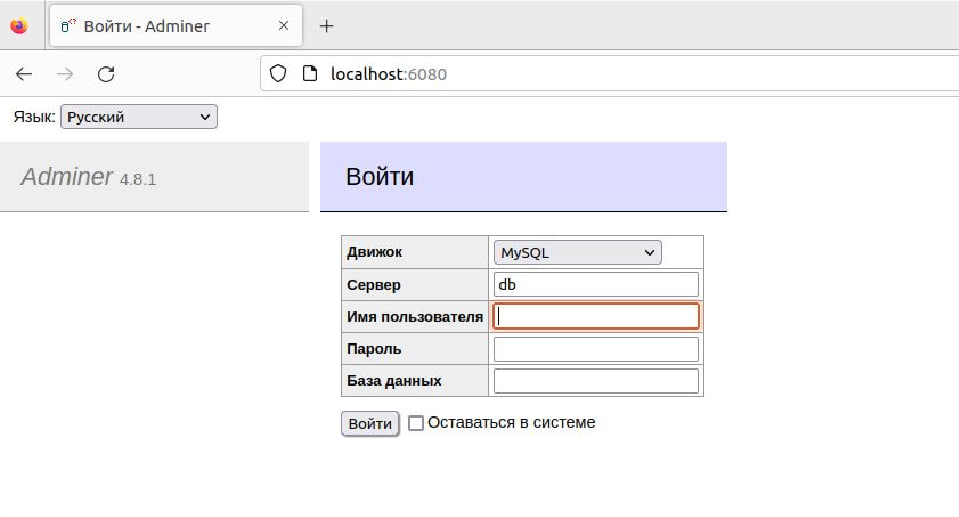 Войти - Adminer
localhost:6080
Язык: Русский
Adminer 4.8.1
Войти
Движок MySQL
Сервер db
Имя пользователя
Пароль
База данных
Войти Оставаться в системе